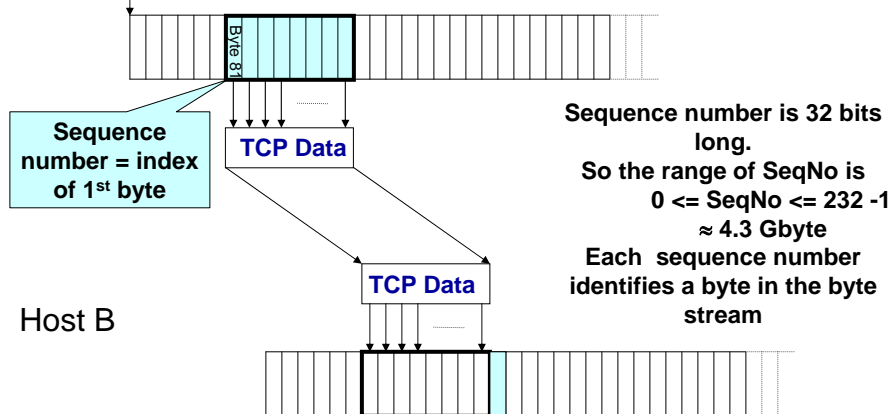 Byte 81
Sequence
number = index
of 1st byte
TCP Data
Sequence number is 32 bits
long.
So the range of SeqNo is
0 <= SeqNo <= 232 -1
≈ 4.3 Gbyte
Each sequence number
identifies a byte in the byte
stream
TCP Data
Host B